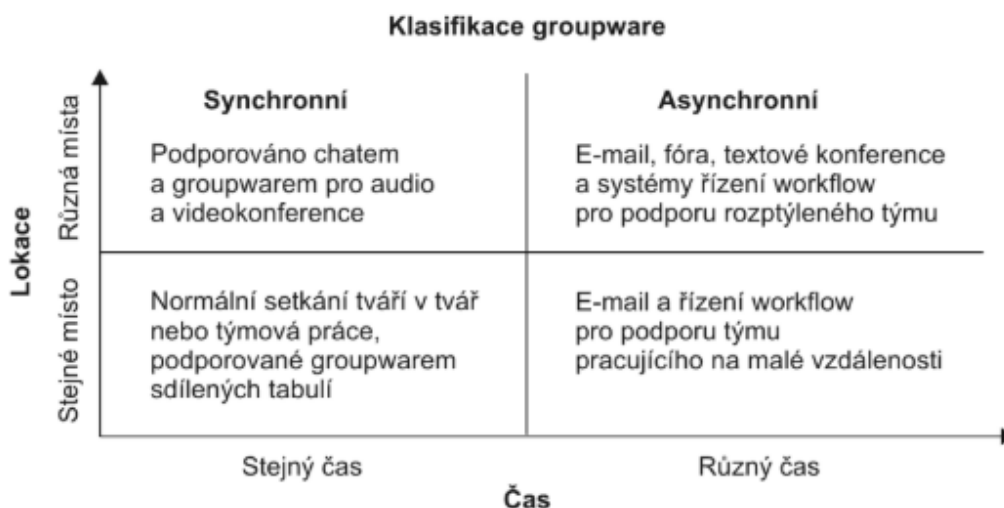 Klasifikace groupware
Synchronní
Podporováno chatem
a groupwarem pro audio
a videokonference
Asynchronní
E-mail, fóra, textové konference
a systémy řízení workflow
pro podporu rozptýleného týmu
Různá místa
Lokace
Stejné místo
Normální setkání tváří v tvář
nebo týmová práce,
podporované groupwarem
sdílených tabulí
E-mail a řízení workflow
pro podporu týmu
pracujícího na malé vzdálenosti
Stejný čas
Různý čas
Čas